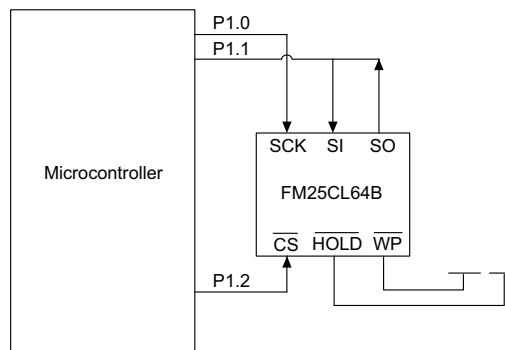 P1.0
P1.1
SCK SI SO
Microcontroller
FM25CL64B
CS HOLD WP
P1.2